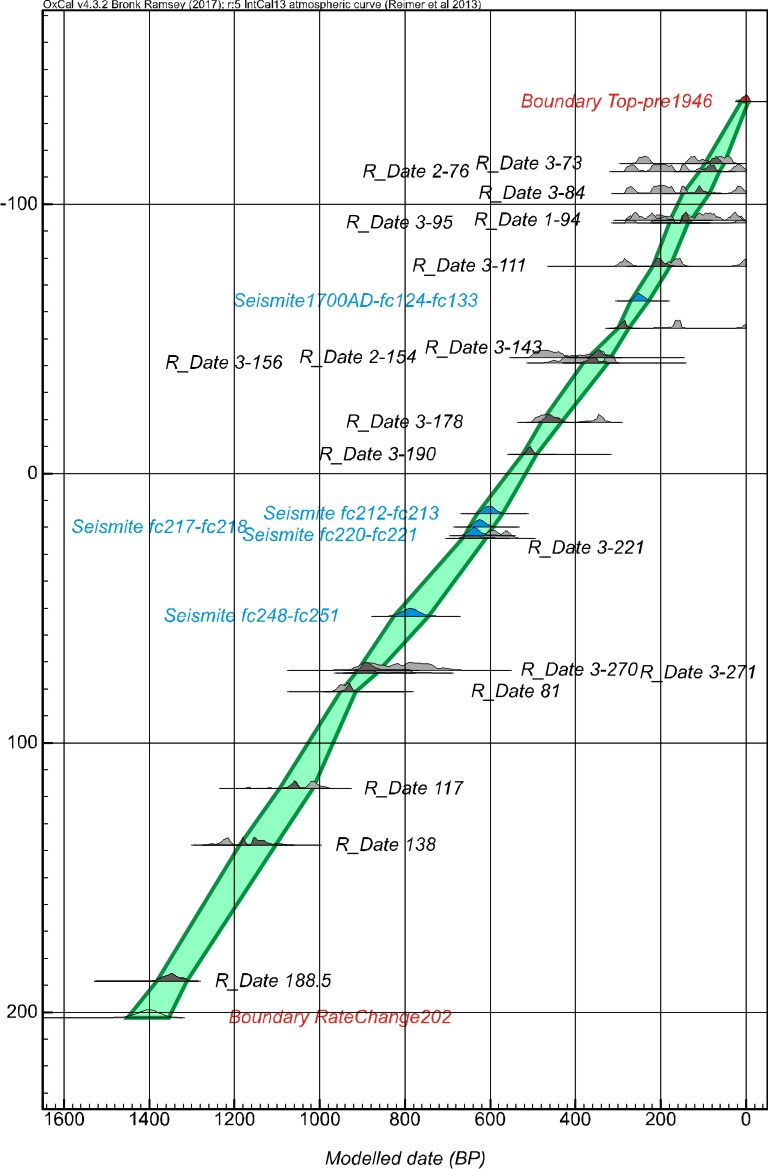 OxCal v4.3.2 Bronk Ramsey (2017); r:5 IntCal13 atmospheric curve (Reimer et al 2013)
Boundary Top-pre1946
R_Date 3-73
R_Date 2-76
R_Date 3-84
-100
R_Date 1-94
R_Date 3-95
R_Date 3-111
Seismite1700AD-fc124-fc133
R_Date 3-143
R_Date 2-154
R_Date 3-156
R_Date 3-178
R_Date 3-190
0
Seismite fc212-fc213
Seismite fc217-fc218
Seismite fc220-fc221
R_Date 3-221
Seismite fc248-fc251
R_Date 3-270
R_Date 3-271
R_Date 81
100
R_Date 117
R_Date 138
R_Date 188.5
200
Boundary RateChange202
1600 1400 1200 1000 800 600 400 200 0
Modelled date (BP)